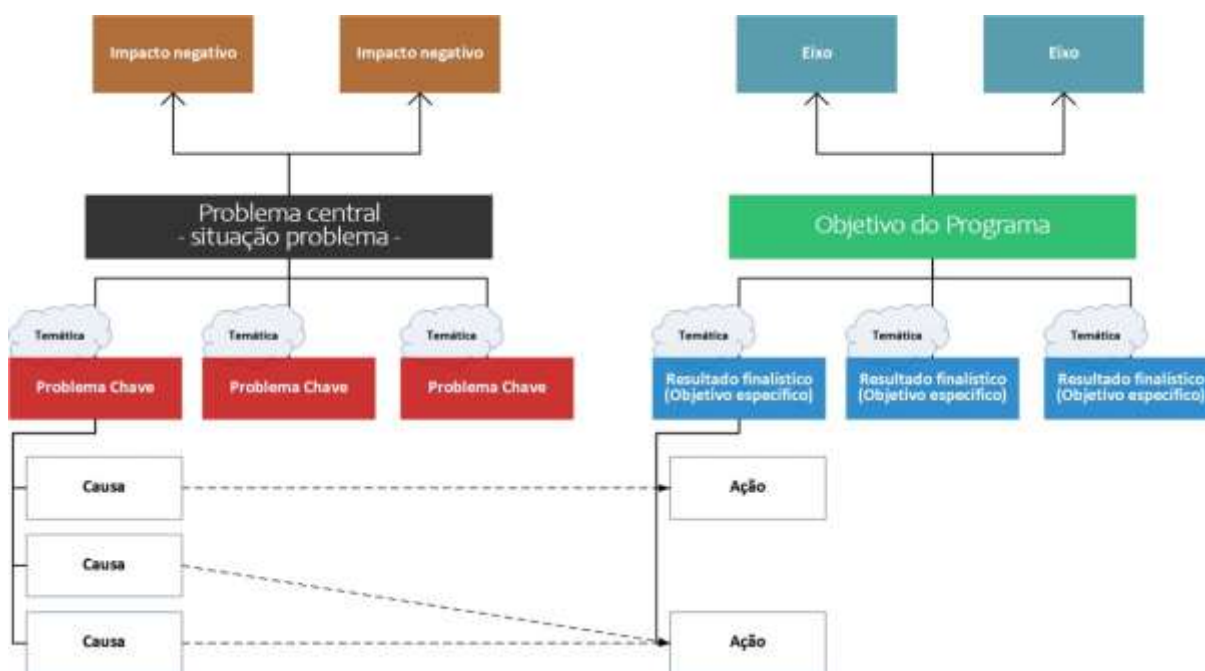 Impacto negativo
Impacto negativo
Eixo
Eixo
Problema central
- situação problema -
Objetivo do Programa
Temática
Temática
Temática
Temática
Temática
Temática
Problema Chave
Problema Chave
Problema Chave
Resultado finalístico
(Objetivo específico)
Resultado finalístico
(Objetivo específico)
Resultado finalístico
(Objetivo específico)
Causa
Ação
Causa
Causa
Ação